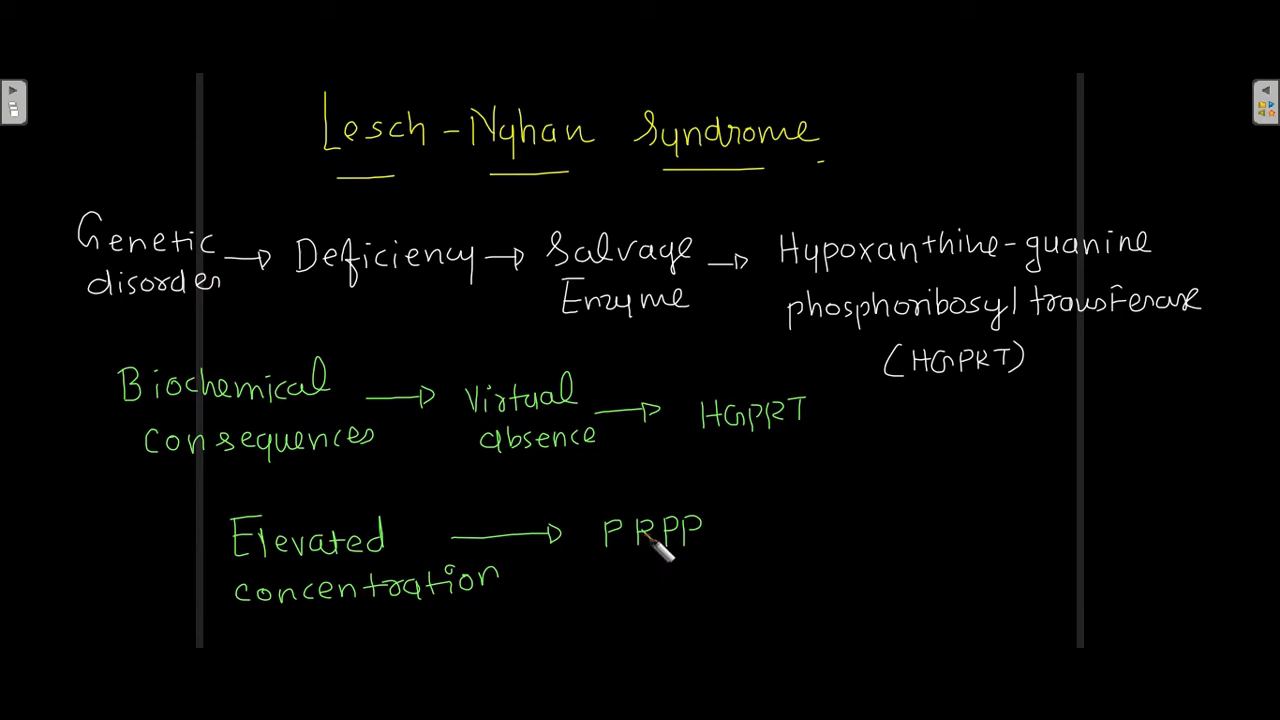 Lesch-Nyhan Syndrome
Genetic disorder → Deficiency → Salvage Enzyme → Hypoxanthine-guanine phosphoribosyl transferase
(HGPRT)
Biochemical consequences → Virtual absence → HGPRT
Elevated concentration → PRPP